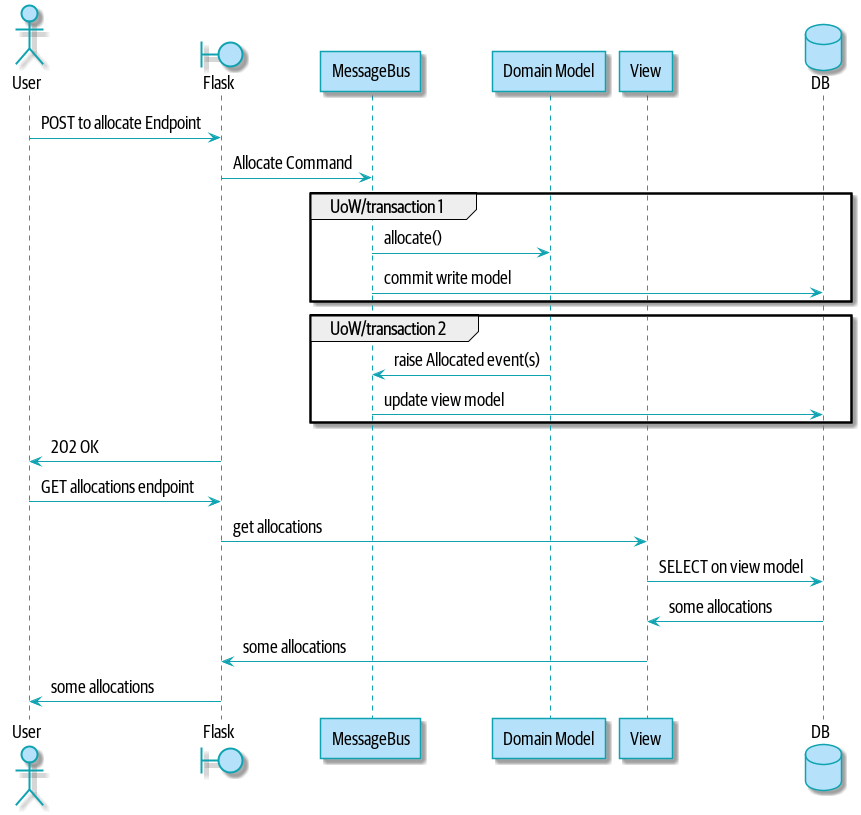 User
Flask
MessageBus
Domain Model
View
DB
POST to allocate Endpoint
Allocate Command
UoW/transaction 1
allocate()
commit write model
UoW/transaction 2
raise Allocated event(s)
update view model
202 OK
GET allocations endpoint
get allocations
SELECT on view model
some allocations
some allocations
some allocations
User
Flask
MessageBus
Domain Model
View
DB